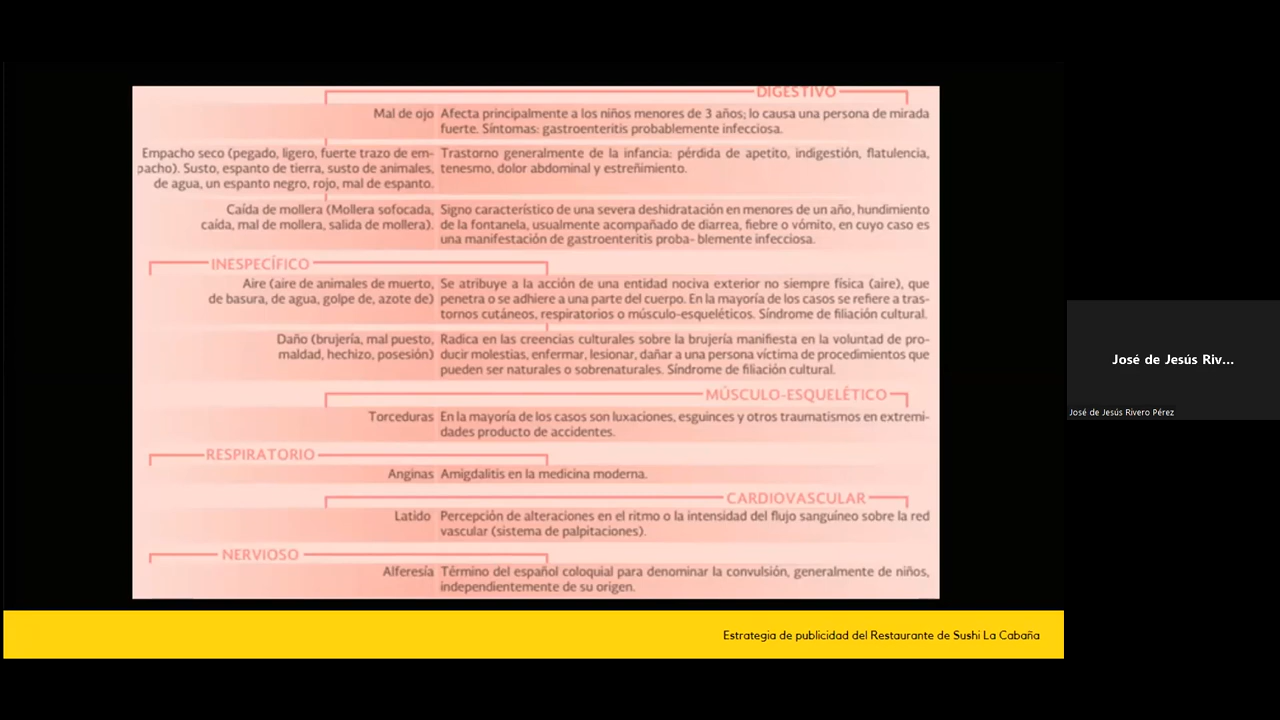 DIGESTIVO
Mal de ojo Afecta principalmente a los niños menores de 3 años; lo causa una persona de mirada
fuerte. Síntomas: gastroenteritis probablemente infecciosa.
Empacho seco (pegado, ligero, fuerte trazo de em- Trastorno generalmente de la infancia: pérdida de apetito, indigestión, flatulencia,
pacho). Susto, espanto de tierra, susto de animales, tenesmo, dolor abdominal y estreñimiento.
de agua, un espanto negro, rojo, mal de espanto.
Caída de mollera (Mollera sofocada, Signo característico de una severa deshidratación en menores de un año, hundimiento
caída, mal de mollera, salida de mollera). de la fontanela, usualmente acompañado de diarrea, fiebre o vómito, en cuyo caso es
una manifestación de gastroenteritis proba- blemente infecciosa.
INESPECÍFICO
Aire (aire de animales de muerto, Se atribuye a la acción de una entidad nociva exterior no siempre física (aire), que
de basura, de agua, golpe de, azote de) penetra o se adhiere a una parte del cuerpo. En la mayoría de los casos se refiere a tras-
tornos cutáneos, respiratorios o músculo-esqueléticos. Síndrome de filiación cultural.
Daño (brujería, mal puesto, Radica en las creencias culturales sobre la brujería manifiesta en la voluntad de pro-
maldad, hechizo, posesión) ducir molestias, enfermar, lesionar, dañar a una persona víctima de procedimientos que
pueden ser naturales o sobrenaturales. Síndrome de filiación cultural.
MÚSCULO-ESQUELÉTICO
Torceduras En la mayoría de los casos son luxaciones, esguinces y otros traumatismos en extremi-
dades producto de accidentes.
RESPIRATORIO
Anginas Amigdalitis en la medicina moderna.
CARDIOVASCULAR
Latido Percepción de alteraciones en el ritmo o la intensidad del flujo sanguíneo sobre la red
vascular (sistema de palpitaciones).
NERVIOSO
Alferesía Término del español coloquial para denominar la convulsión, generalmente de niños,
independientemente de su origen.
Estrategia de publicidad del Restaurante de Sushi La Cabaña
José de Jesús Riv...
José de Jesús Rivero Pérez